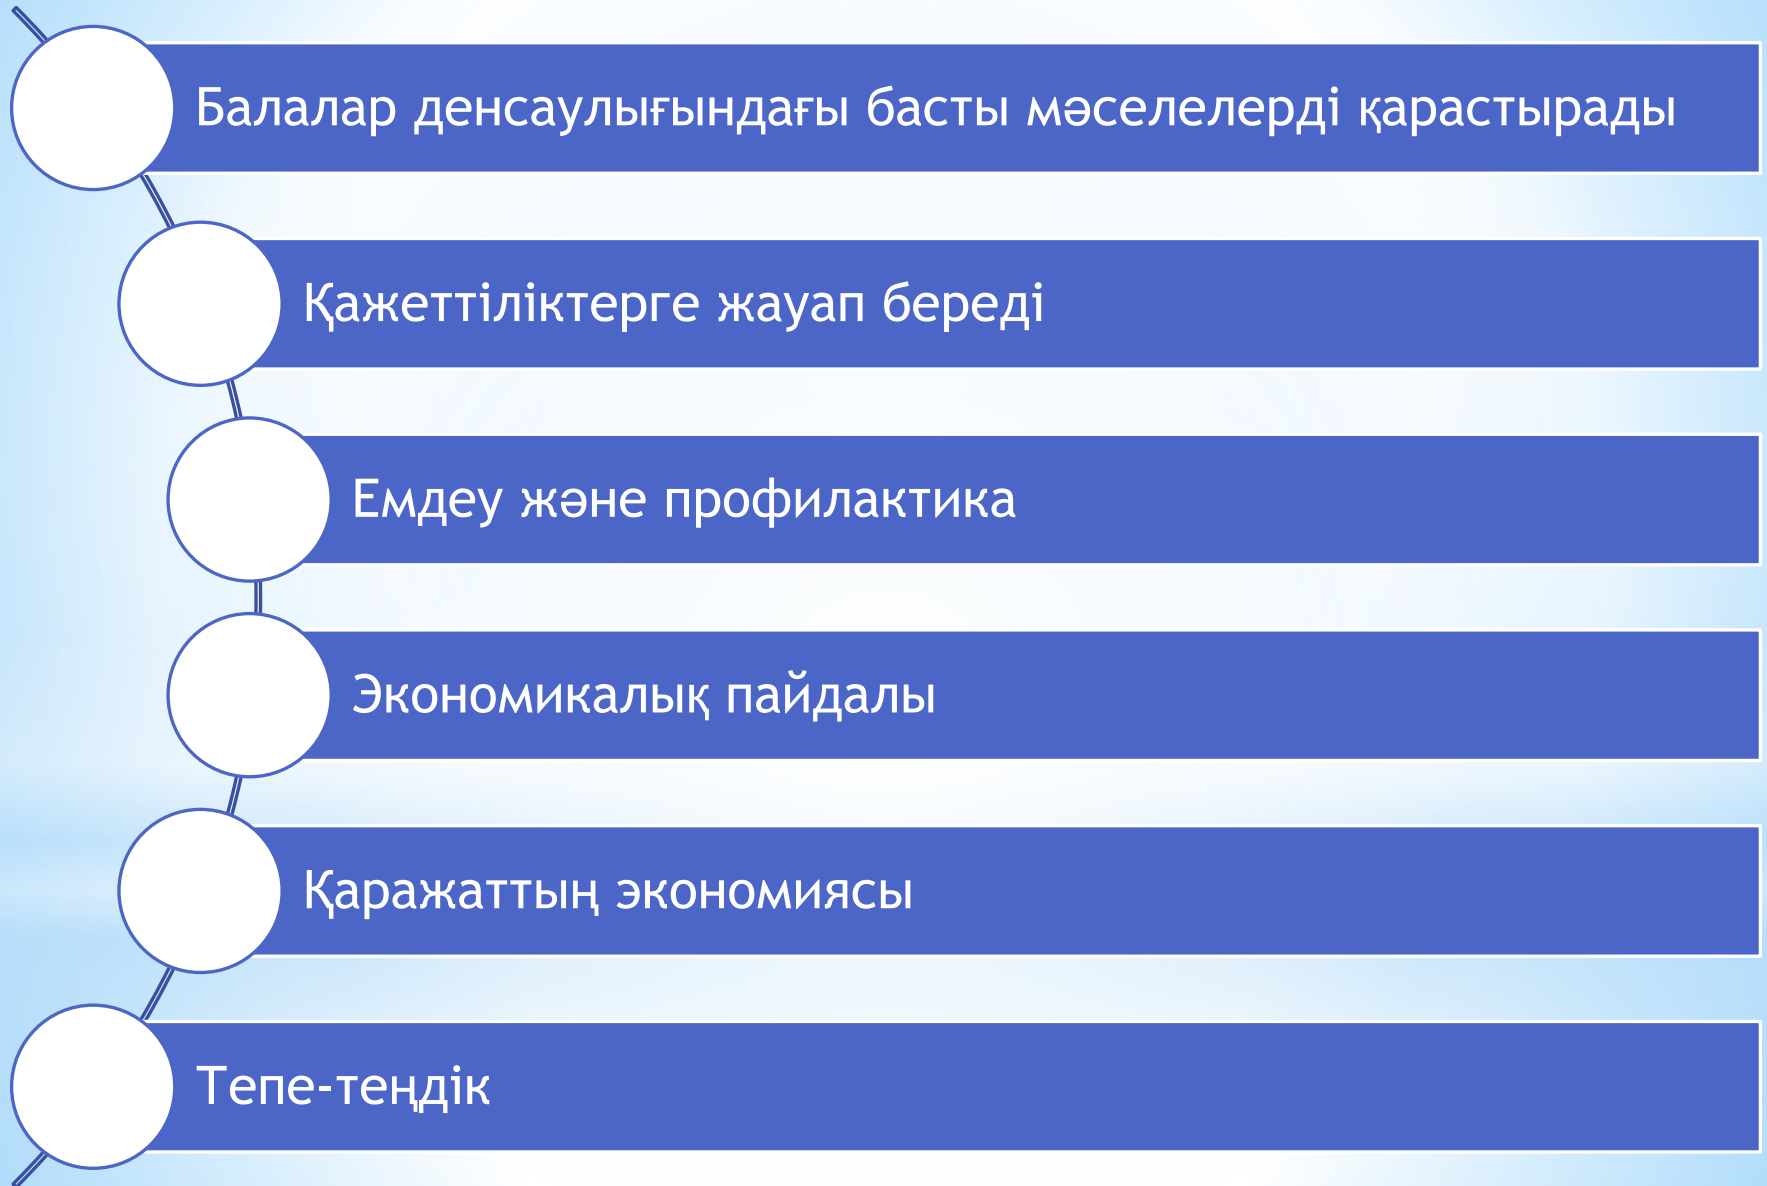 Балалар денсаулығындағы басты мәселелерді қарастырады
Қажеттіліктерге жауап береді
Емдеу және профилактика
Экономикалық пайдалы
Қаражаттың экономиясы
Тепе-теңдік